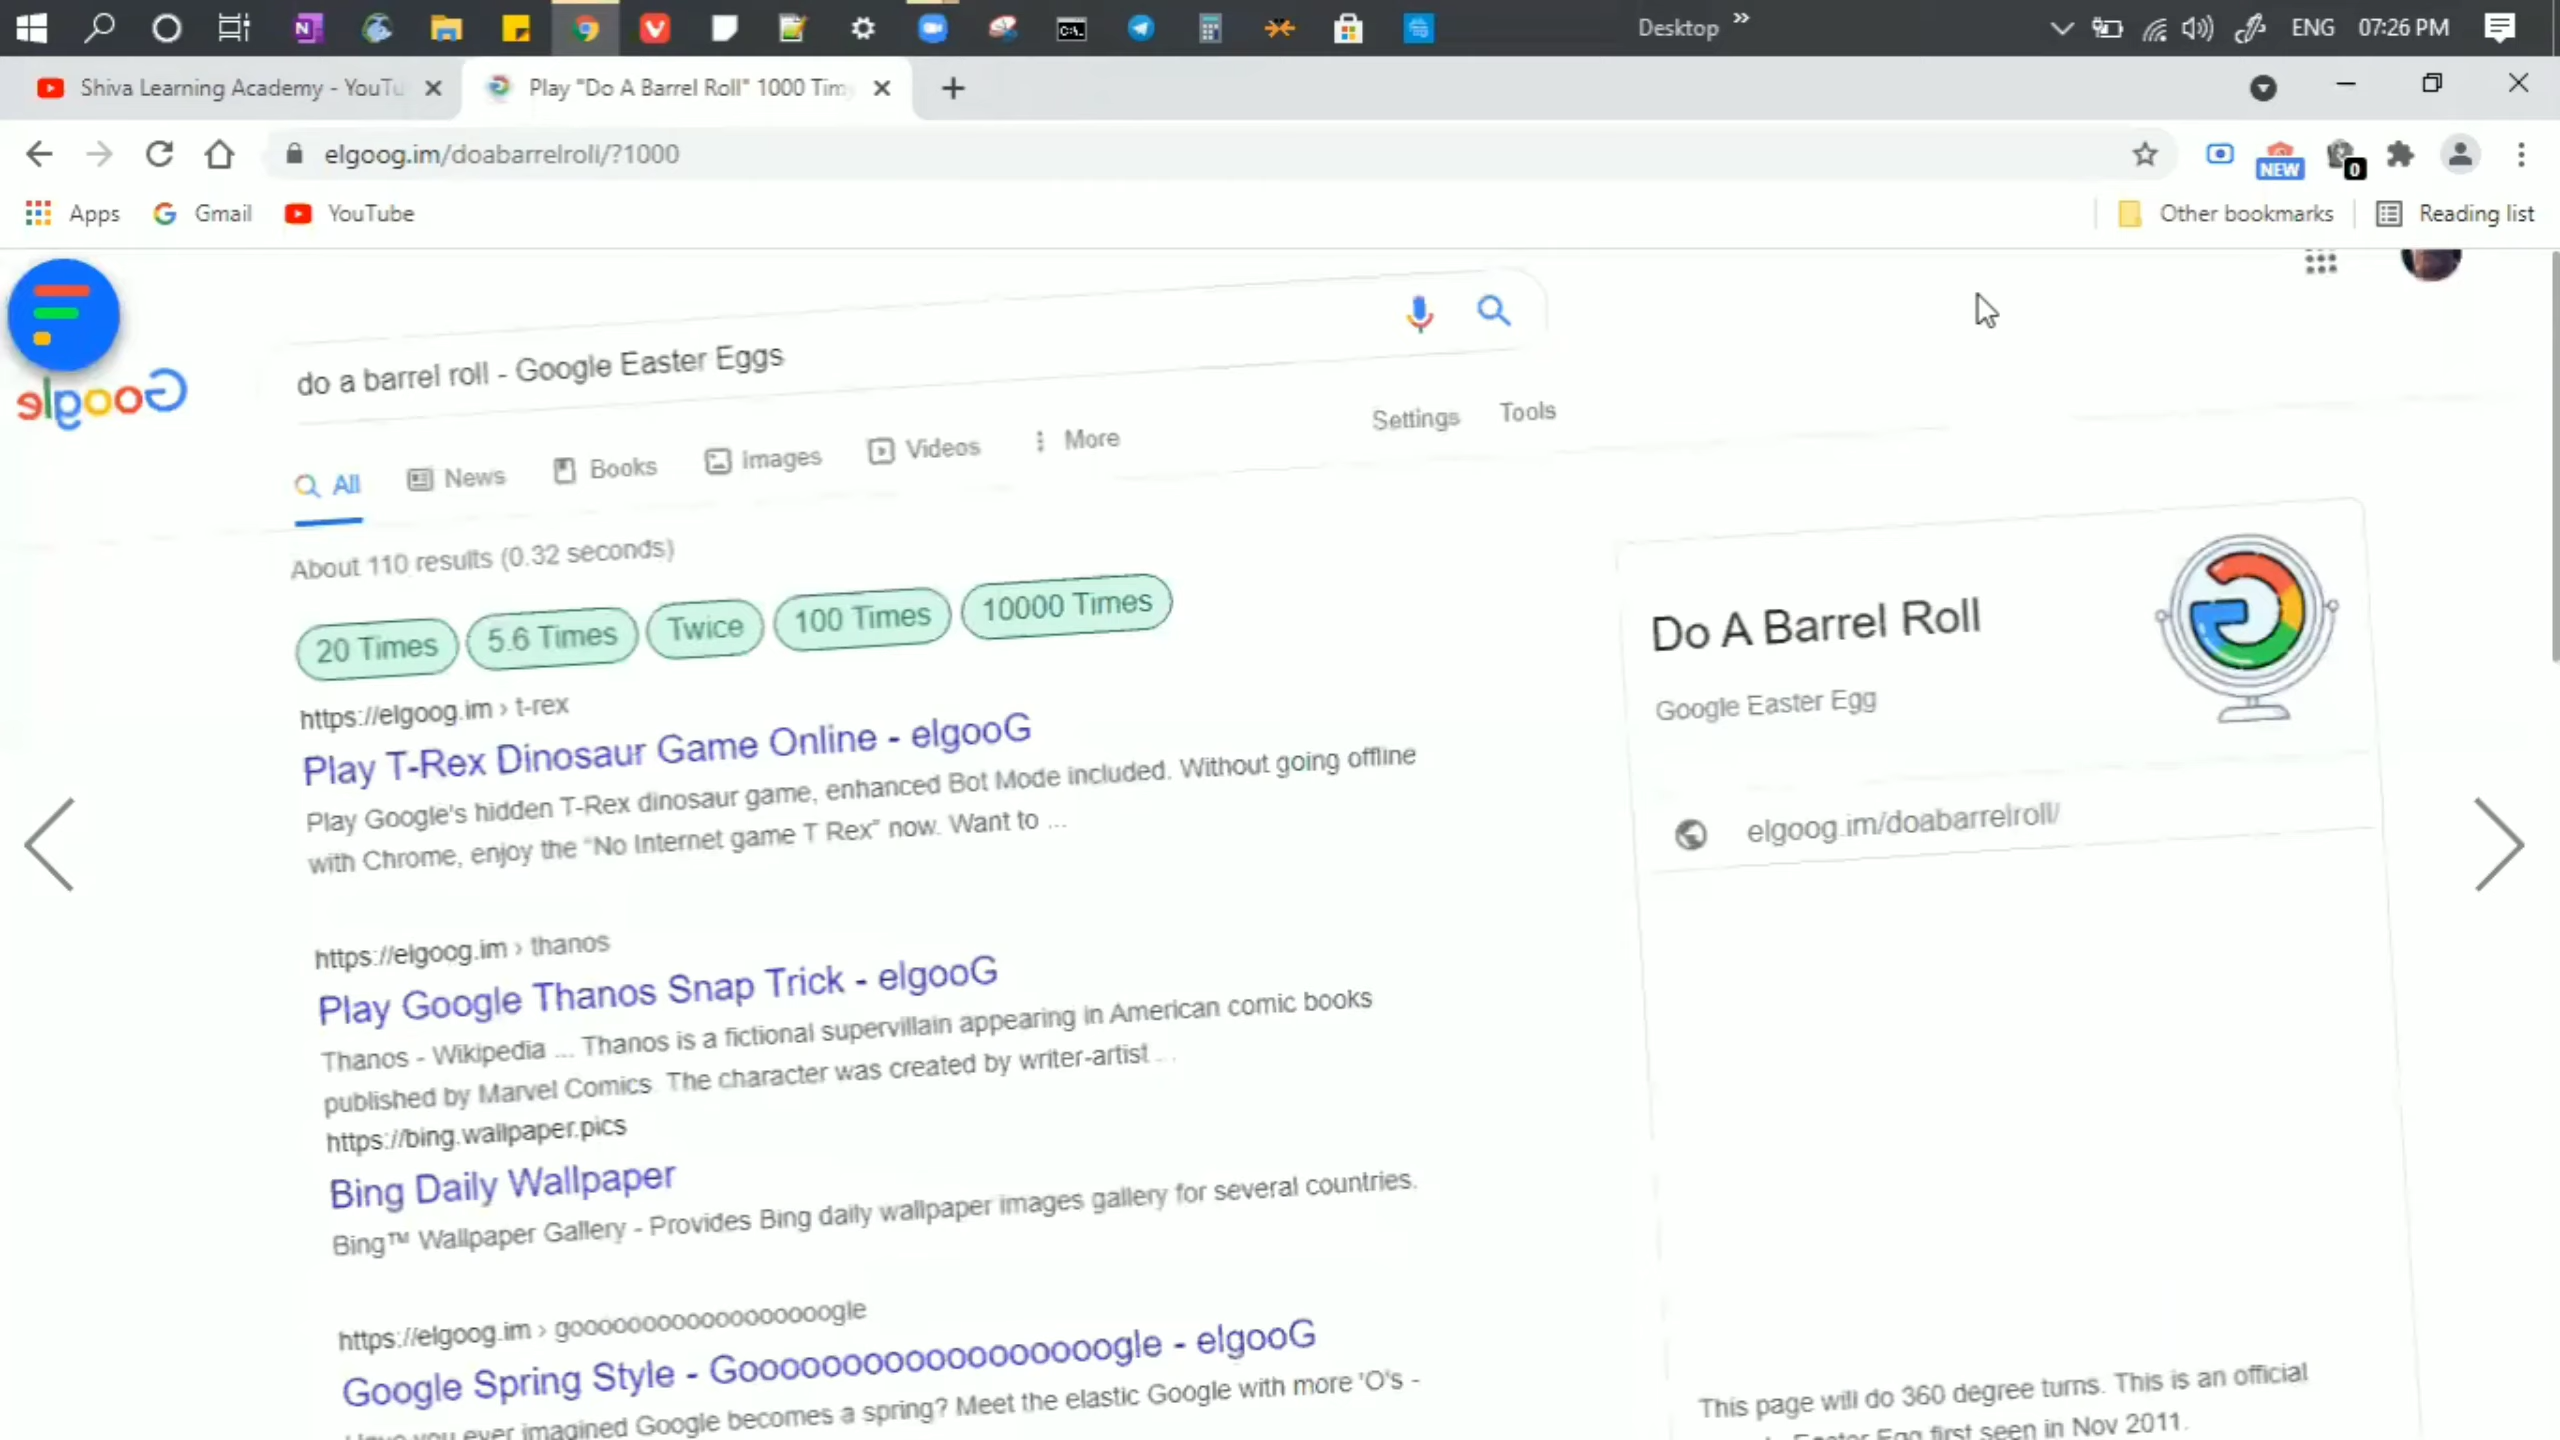 Desktop
ENG 07:26 PM
Shiva Learning Academy - YouTu
Play "Do A Barrel Roll" 1000 Tim
elgoog.im/doabarrelroll/?1000
NEW
0
Apps
Gmail
YouTube
Other bookmarks
Reading list
Google
do a barrel roll - Google Easter Eggs
All
News
Books
Images
Videos
More
Settings
Tools
About 110 results (0.32 seconds)
20 Times
5.6 Times
Twice
100 Times
10000 Times
https://elgoog.im › t-rex
Play T-Rex Dinosaur Game Online - elgooG
Play Google's hidden T-Rex dinosaur game, enhanced Bot Mode included. Without going offline
with Chrome, enjoy the "No Internet game T Rex" now. Want to ...
https://elgoog.im › thanos
Play Google Thanos Snap Trick - elgooG
Thanos - Wikipedia ... Thanos is a fictional supervillain appearing in American comic books
published by Marvel Comics. The character was created by writer-artist ...
https://bing.wallpaper.pics
Bing Daily Wallpaper
Bing™ Wallpaper Gallery - Provides Bing daily wallpaper images gallery for several countries.
https://elgoog.im › goooooooooooooooooogle
Google Spring Style - Goooooooooooooooooogle - elgooG
Have you ever imagined Google becomes a spring? Meet the elastic Google with more 'O's -
Do A Barrel Roll
Google Easter Egg
elgoog.im/doabarrelroll/
This page will do 360 degree turns. This is an official
Easter Egg first seen in Nov 2011.